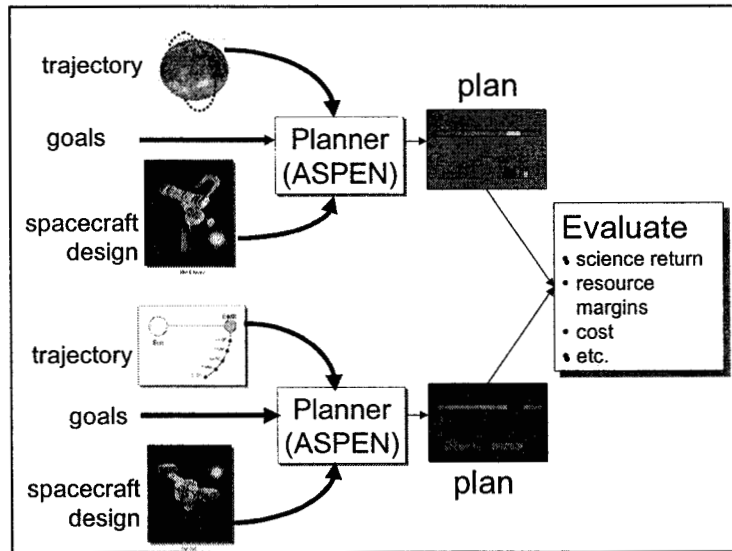 trajectory
goals
spacecraft
design
Planner
(ASPEN)
plan
trajectory
goals
spacecraft
design
Planner
(ASPEN)
plan
Evaluate
• science return
• resource
margins
• cost
• etc.